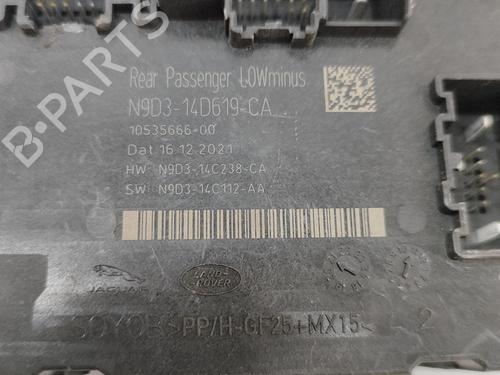 Rear Passenger LOWminus
N9D3-14D619-CA
10535666-00
Dat 16.12.2021
HW: N9D3-14C238-CA
SW: N9D3-14C112-AA
JAGUAR
LAND-
ROVER
>PP/H-GF25+MX15<
2
B-PARTS